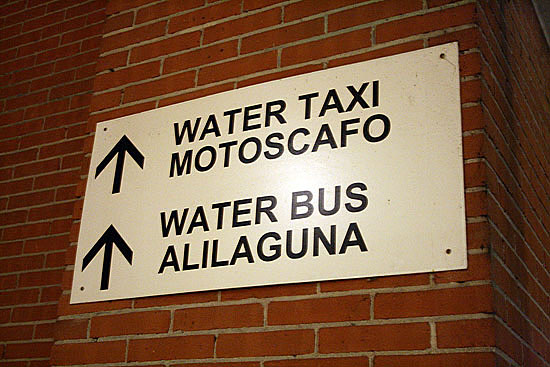 WATER TAXI
MOTOSCAFO
WATER BUS
ALILAGUNA